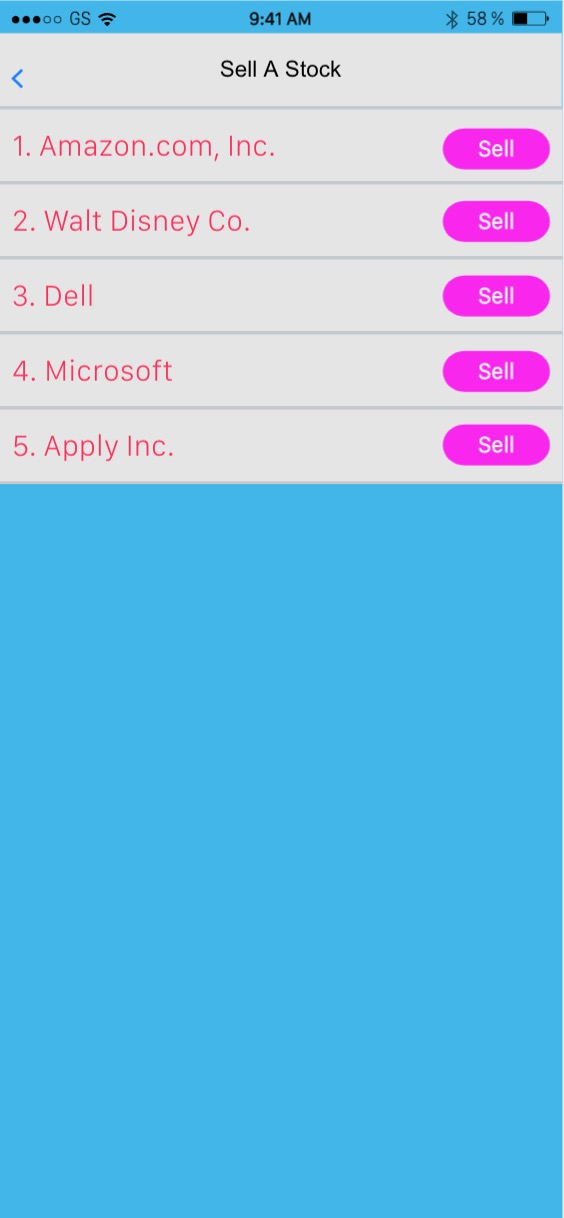 GS 9:41 AM 58 %
Sell A Stock
1. Amazon.com, Inc. Sell
2. Walt Disney Co. Sell
3. Dell Sell
4. Microsoft Sell
5. Apply Inc. Sell